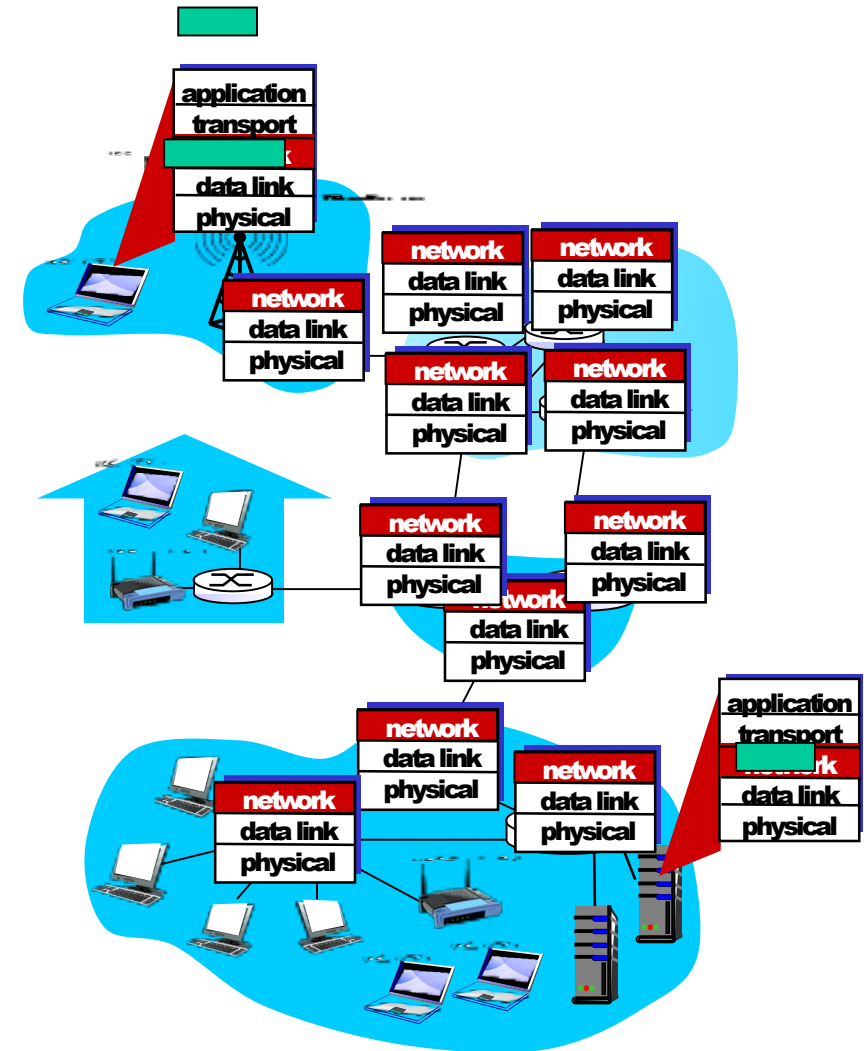 application
transport
k
data link
physical
network
data link
physical
network
data link
physical
network
data link
physical
network
data link
physical
network
data link
physical
network
data link
physical
network
data link
physical
twork
data link
physical
network
data link
physical
network
data link
physical
network
data link
physical
application
transport
rk
data link
physical